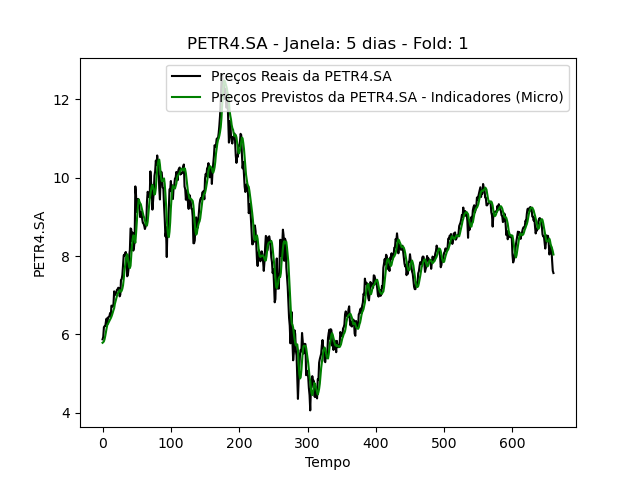 PETR4.SA - Janela: 5 dias - Fold: 1
Preços Reais da PETR4.SA
Preços Previstos da PETR4.SA - Indicadores (Micro)
PETR4.SA
12
10
8
6
4
0 100 200 300 400 500 600
Tempo